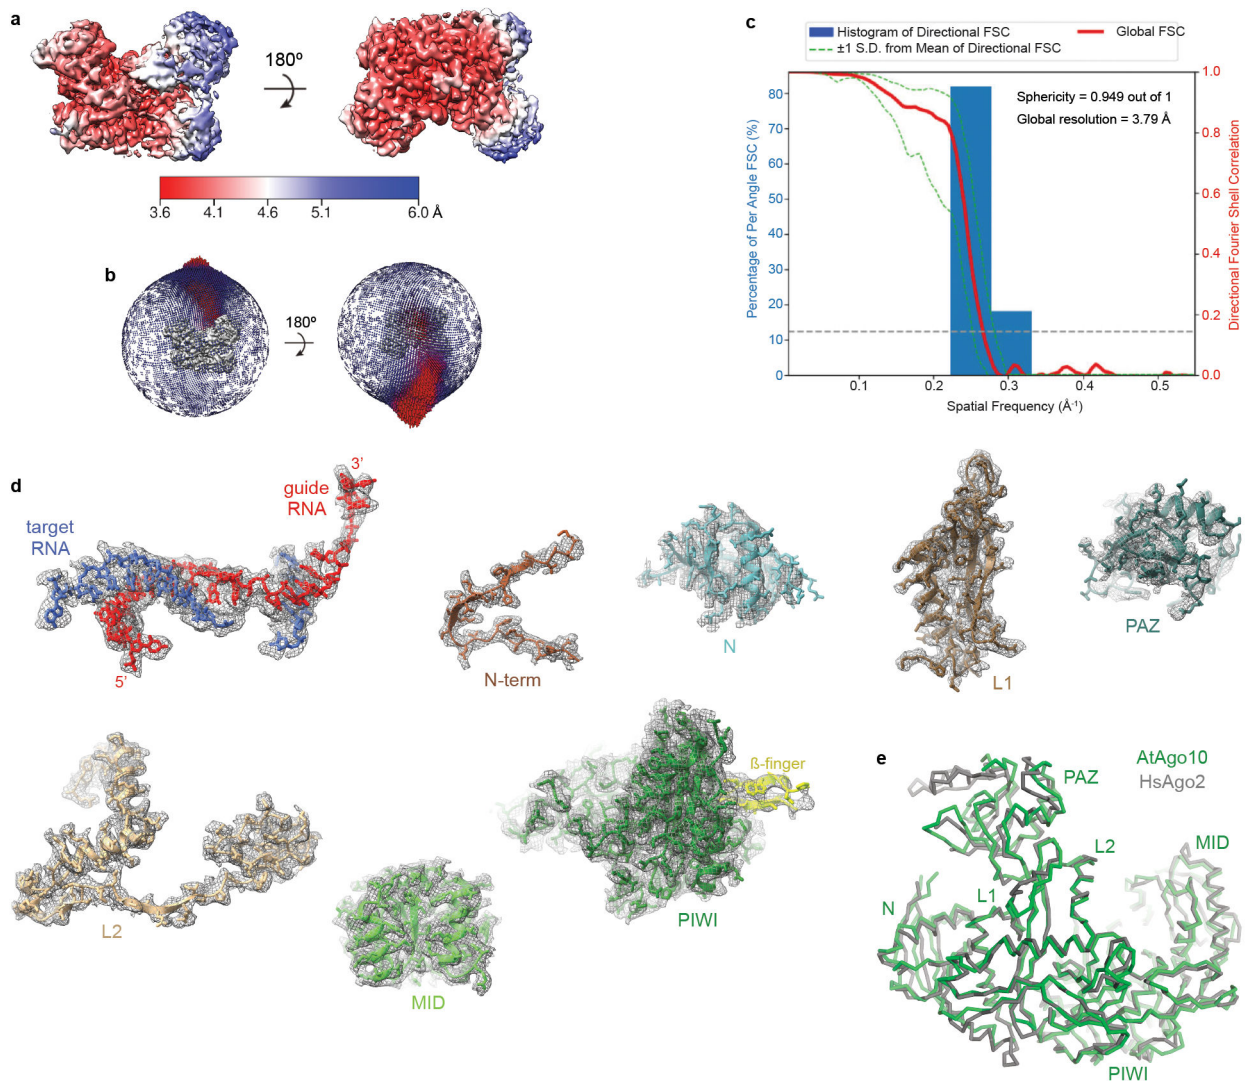 a
180º
3.6 4.1 4.6 5.1 6.0 Å
b
180º
c
Histogram of Directional FSC
Global FSC
±1 S.D. from Mean of Directional FSC
Sphericity = 0.949 out of 1
Global resolution = 3.79 Å
Percentage of Per Angle FSC (%)
80
70
60
50
40
30
20
10
0
1.0
0.8
0.6
0.4
0.2
0.0
Directional Fourier Shell Correlation
0.1 0.2 0.3 0.4 0.5
Spatial Frequency (Å⁻¹)
d
3’
guide
RNA
target
RNA
5’
N-term
N
L1
PAZ
L2
MID
PIWI
ß-finger
e
AtAgo10
HsAgo2
PAZ
L2
MID
L1
N
PIWI